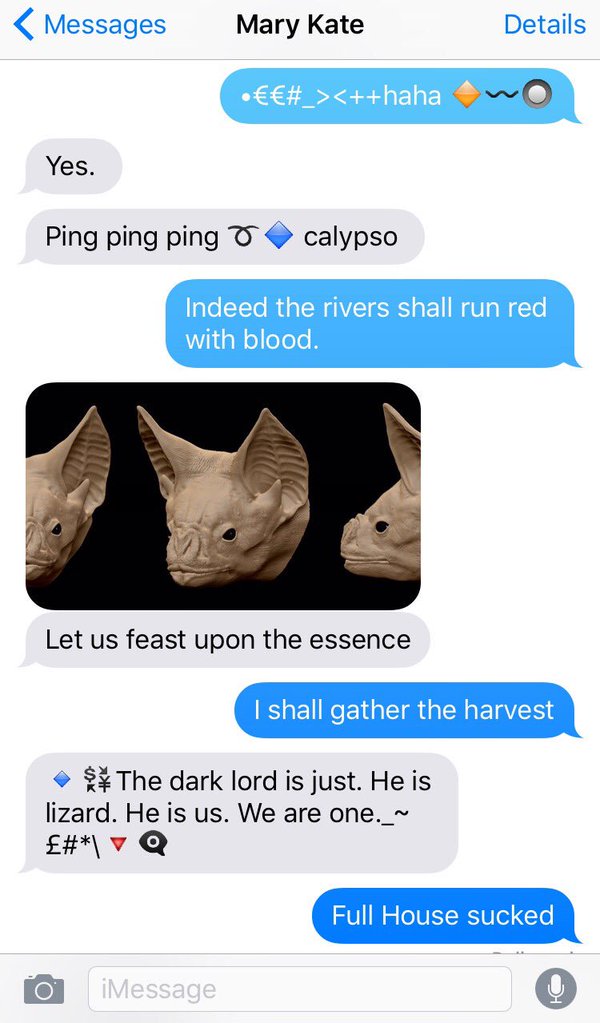 Messages
Mary Kate
Details
•€€#_><++haha 🔶〰🔘
Yes.
Ping ping ping ➰🔷 calypso
Indeed the rivers shall run red
with blood.
Let us feast upon the essence
I shall gather the harvest
🔹 💱The dark lord is just. He is
lizard. He is us. We are one._~
£#*\🔻👁‍🗨
Full House sucked
iMessage